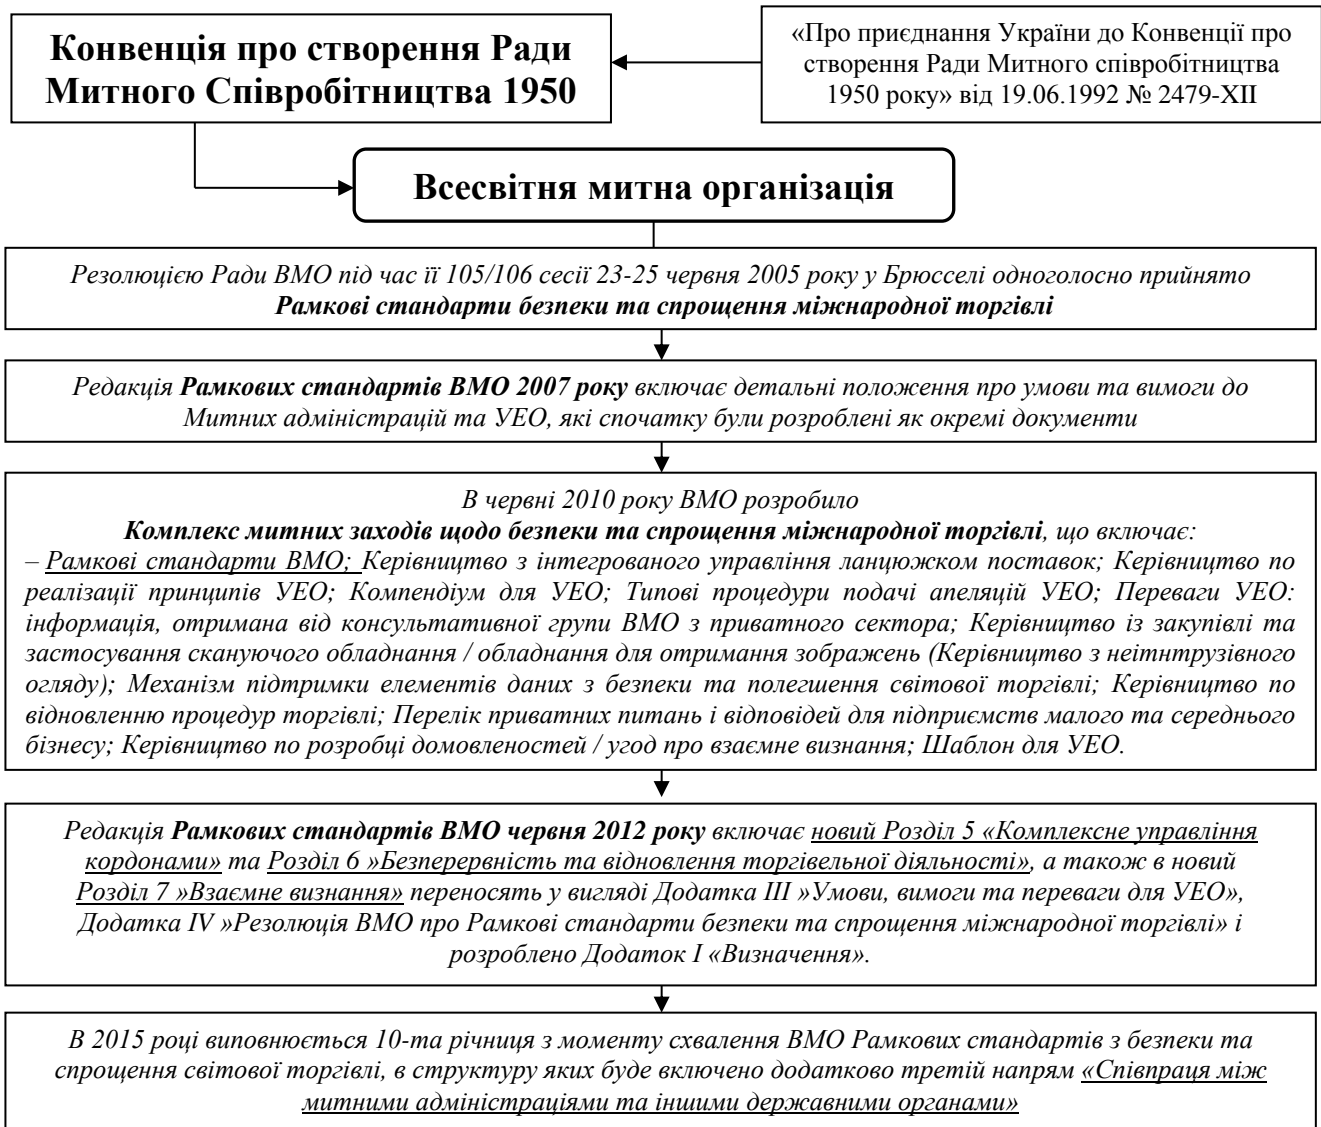 Конвенція про створення Ради
Митного Співробітництва 1950
«Про приєднання України до Конвенції про
створення Ради Митного співробітництва
1950 року» від 19.06.1992 № 2479-XII
Всесвітня митна організація
Резолюцією Ради ВМО під час її 105/106 сесії 23-25 червня 2005 року у Брюсселі одноголосно прийнято
Рамкові стандарти безпеки та спрощення міжнародної торгівлі
Редакція Рамкових стандартів ВМО 2007 року включає детальні положення про умови та вимоги до
Митних адміністрацій та УЕО, які спочатку були розроблені як окремі документи
В червні 2010 року ВМО розробило
Комплекс митних заходів щодо безпеки та спрощення міжнародної торгівлі, що включає:
– Рамкові стандарти ВМО; Керівництво з інтегрованого управління ланцюжком поставок; Керівництво по
реалізації принципів УЕО; Компендіум для УЕО; Типові процедури подачі апеляцій УЕО; Переваги УЕО:
інформація, отримана від консультативної групи ВМО з приватного сектора; Керівництво із закупівлі та
застосування скануючого обладнання / обладнання для отримання зображень (Керівництво з неітнтрузівного
огляду); Механізм підтримки елементів даних з безпеки та полегшення світової торгівлі; Керівництво по
відновленню процедур торгівлі; Перелік приватних питань і відповідей для підприємств малого та середнього
бізнесу; Керівництво по розробці домовленостей / угод про взаємне визнання; Шаблон для УЕО.
Редакція Рамкових стандартів ВМО червня 2012 року включає новий Розділ 5 «Комплексне управління
кордонами» та Розділ 6 »Безперервність та відновлення торгівельної діяльності», а також в новий
Розділ 7 »Взаємне визнання» переносять у вигляді Додатка III »Умови, вимоги та переваги для УЕО»,
Додатка IV »Резолюція ВМО про Рамкові стандарти безпеки та спрощення міжнародної торгівлі» і
розроблено Додаток I «Визначення».
В 2015 році виповнюється 10-та річниця з моменту схвалення ВМО Рамкових стандартів з безпеки та
спрощення світової торгівлі, в структуру яких буде включено додатково третій напрям «Співпраця між
митними адміністраціями та іншими державними органами»